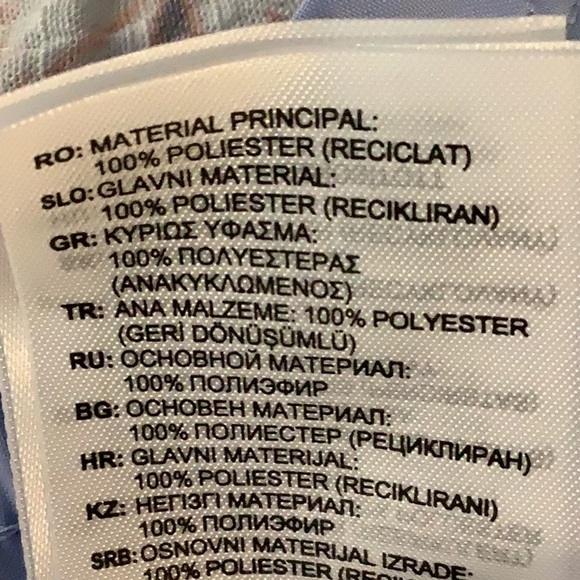 RO: MATERIAL PRINCIPAL:
100% POLIESTER (RECICLAT)
SLO: GLAVNI MATERIAL:
100% POLIESTER (RECIKLIRAN)
GR: ΚΥΡΙΩΣ ΥΦΑΣΜΑ:
100% ΠΟΛΥΕΣΤΕΡΑΣ
(ΑΝΑΚΥΚΛΩΜΕΝΟΣ)
TR: ANA MALZEME: 100% POLYESTER
(GERİ DÖNÜŞÜMLÜ)
RU: ОСНОВНОЙ МАТЕРИАЛ:
100% ПОЛИЭФИР
BG: ОСНОВЕН МАТЕРИАЛ:
100% ПОЛИЕСТЕР (РЕЦИКЛИРАН)
HR: GLAVNI MATERIJAL:
100% POLIESTER (RECIKLIRANI)
KZ: НЕГІЗГІ МАТЕРИАЛ:
100% ПОЛИЭФИР
SRB: OSNOVNI MATERIJAL IZRADE:
100% POLIESTER